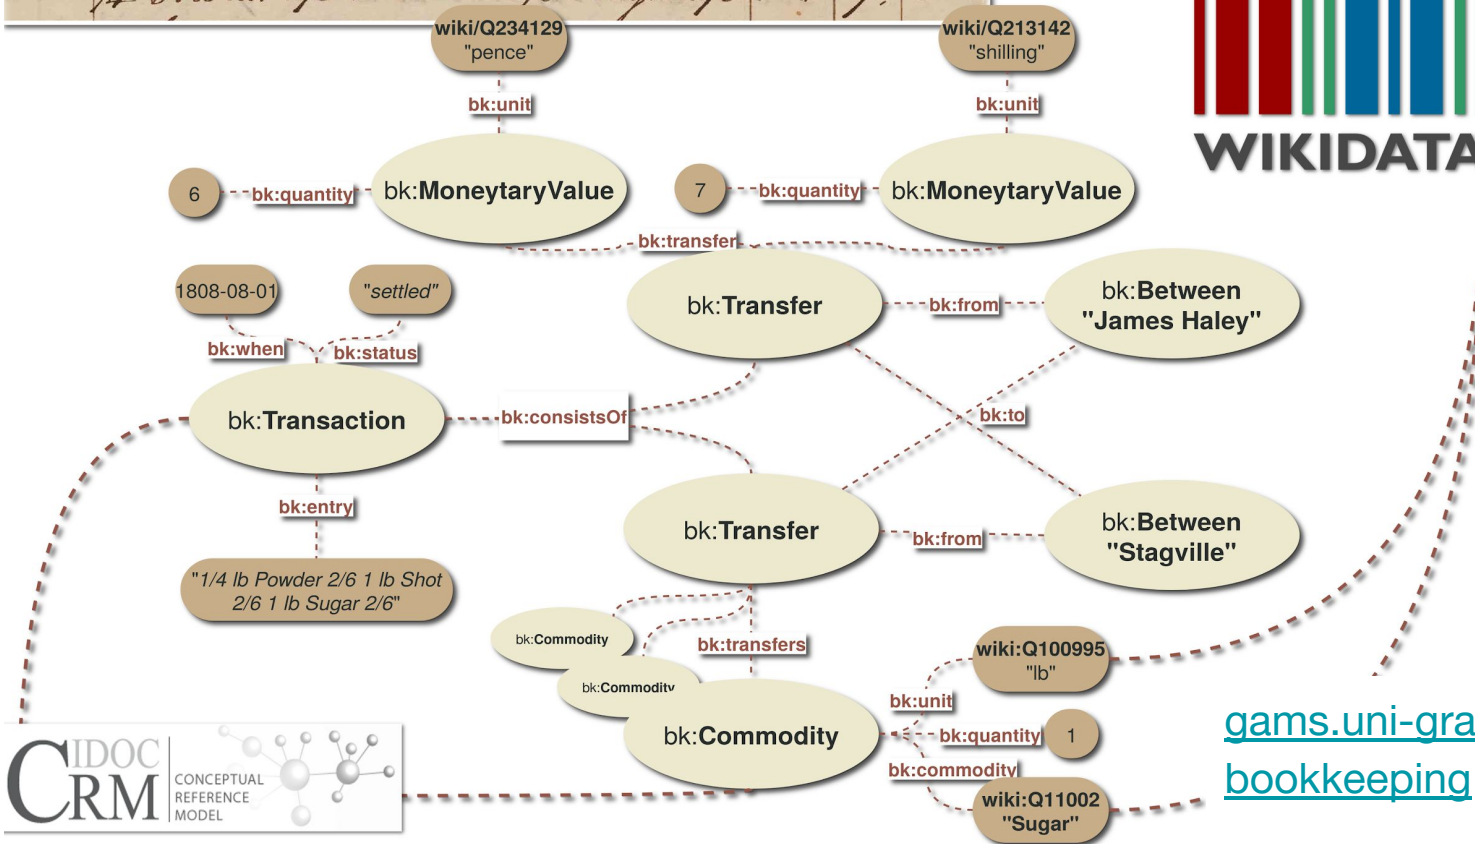 wiki/Q234129
"pence"
wiki/Q213142
"shilling"
bk:unit
bk:unit
WIKIDATA
6
bk:quantity
bk:MoneytaryValue
7
bk:quantity
bk:MoneytaryValue
bk:transfer
1808-08-01
"settled"
bk:Transfer
bk:from
bk:Between
"James Haley"
bk:when
bk:status
bk:Transaction
bk:consistsOf
bk:to
bk:entry
bk:Transfer
bk:from
bk:Between
"Stagville"
"1/4 lb Powder 2/6 1 lb Shot
2/6 1 lb Sugar 2/6"
bk:Commodity
bk:transfers
wiki:Q100995
"lb"
bk:Commodity
bk:unit
bk:Commodity
bk:quantity
1
bk:commodity
wiki:Q11002
"Sugar"
gams.uni-gra
bookkeeping
CIDOC
CRM
CONCEPTUAL
REFERENCE
MODEL